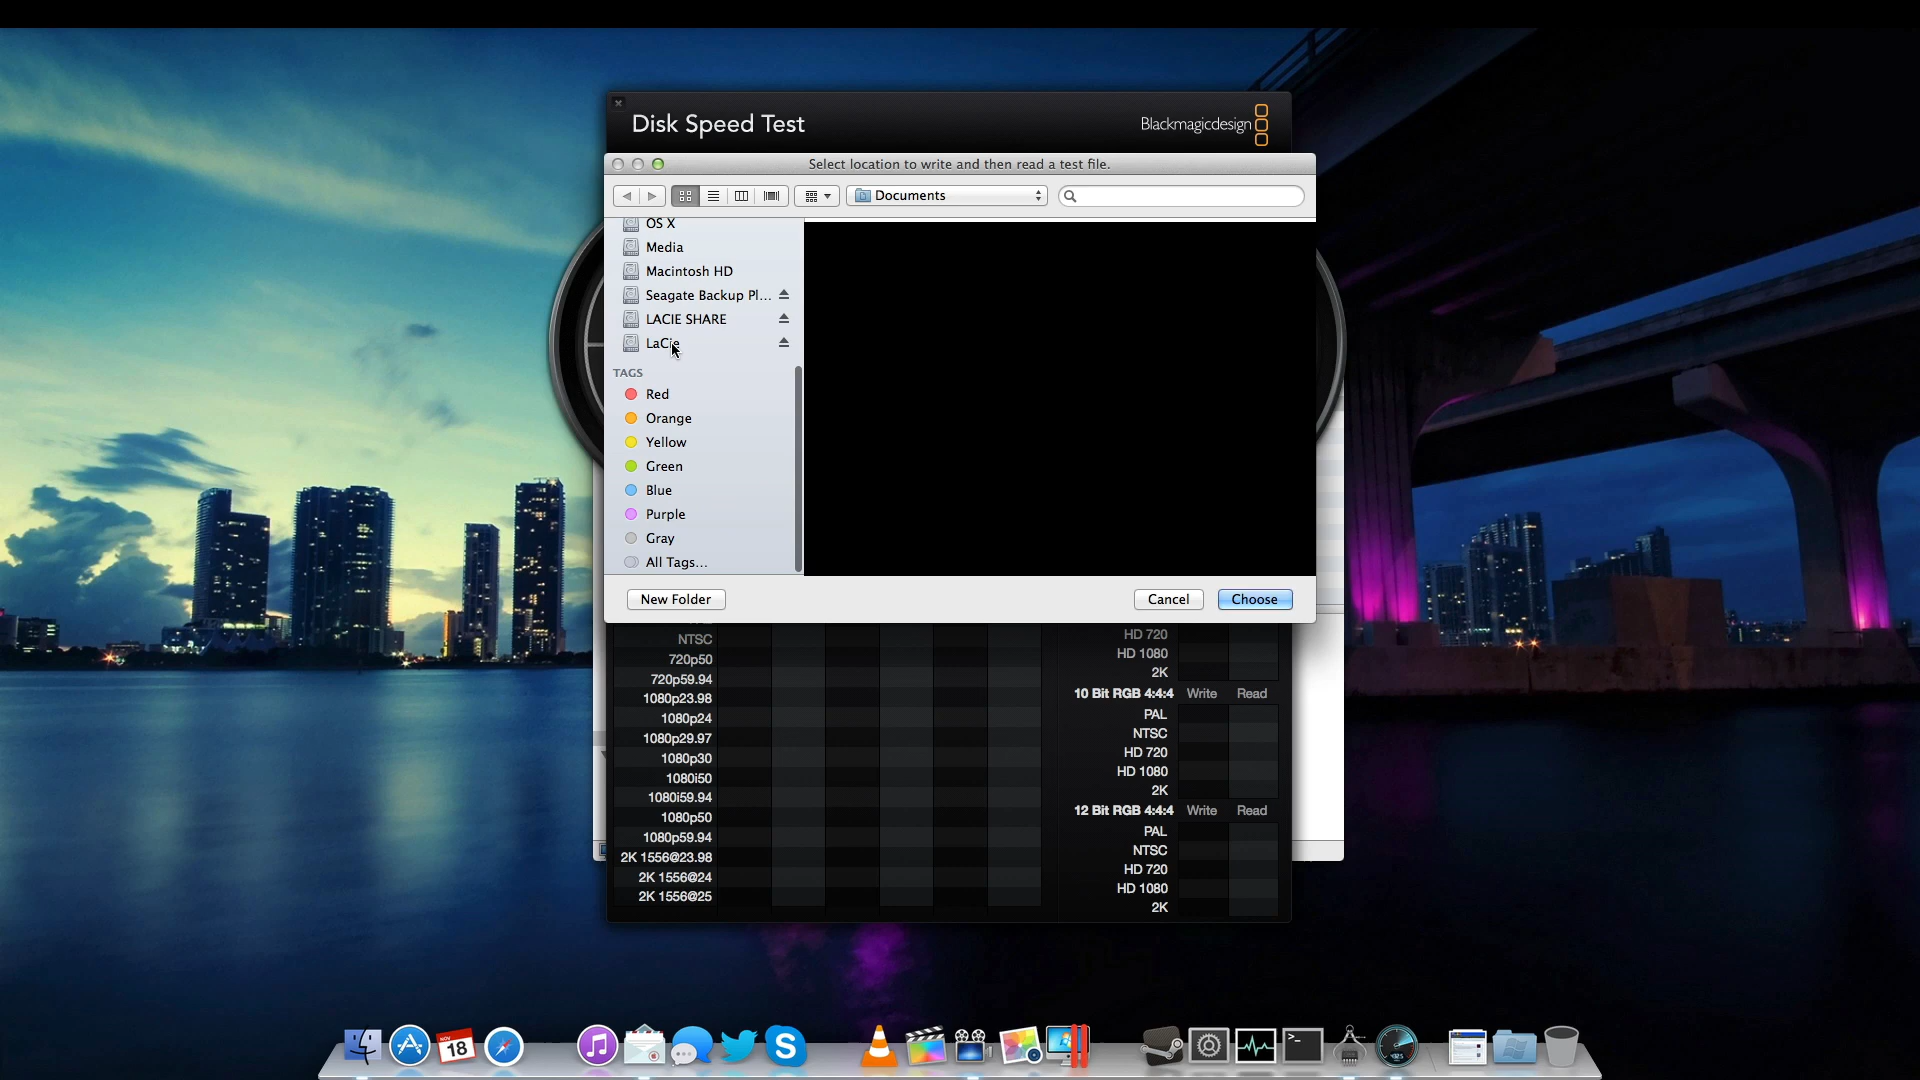 Disk Speed Test
Blackmagicdesign
Select location to write and then read a test file.
Documents
OS X
Media
Macintosh HD
Seagate Backup Pl...
LACIE SHARE
LaCie
TAGS
Red
Orange
Yellow
Green
Blue
Purple
Gray
All Tags...
New Folder
Cancel
Choose
NTSC
720p50
720p59.94
1080p23.98
1080p24
1080p29.97
1080p30
1080i50
1080i59.94
1080p50
1080p59.94
2K 1556@23.98
2K 1556@24
2K 1556@25
HD 720
HD 1080
2K
10 Bit RGB 4:4:4 Write Read
PAL
NTSC
HD 720
HD 1080
2K
12 Bit RGB 4:4:4 Write Read
PAL
NTSC
HD 720
HD 1080
2K
NOV
18
S